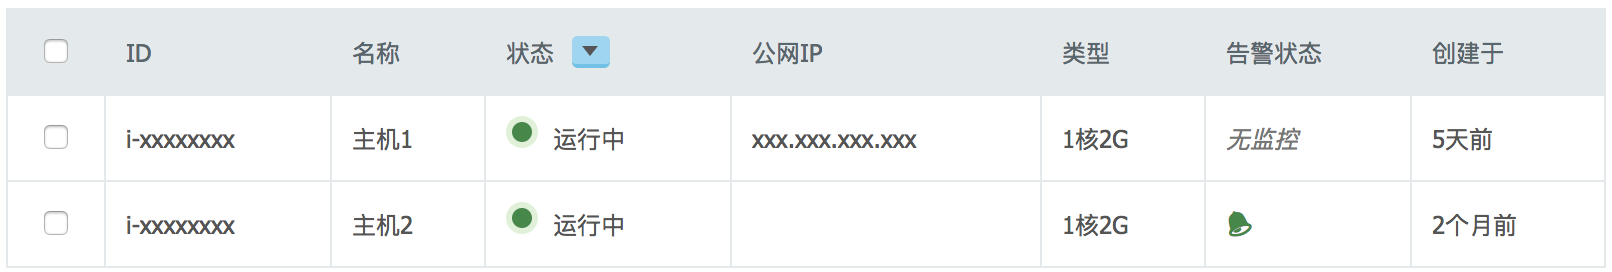 ID 名称 状态 公网IP 类型 告警状态 创建于
i-xxxxxxxx 主机1 运行中 xxx.xxx.xxx.xxx 1核2G 无监控 5天前
i-xxxxxxxx 主机2 运行中 1核2G 2个月前